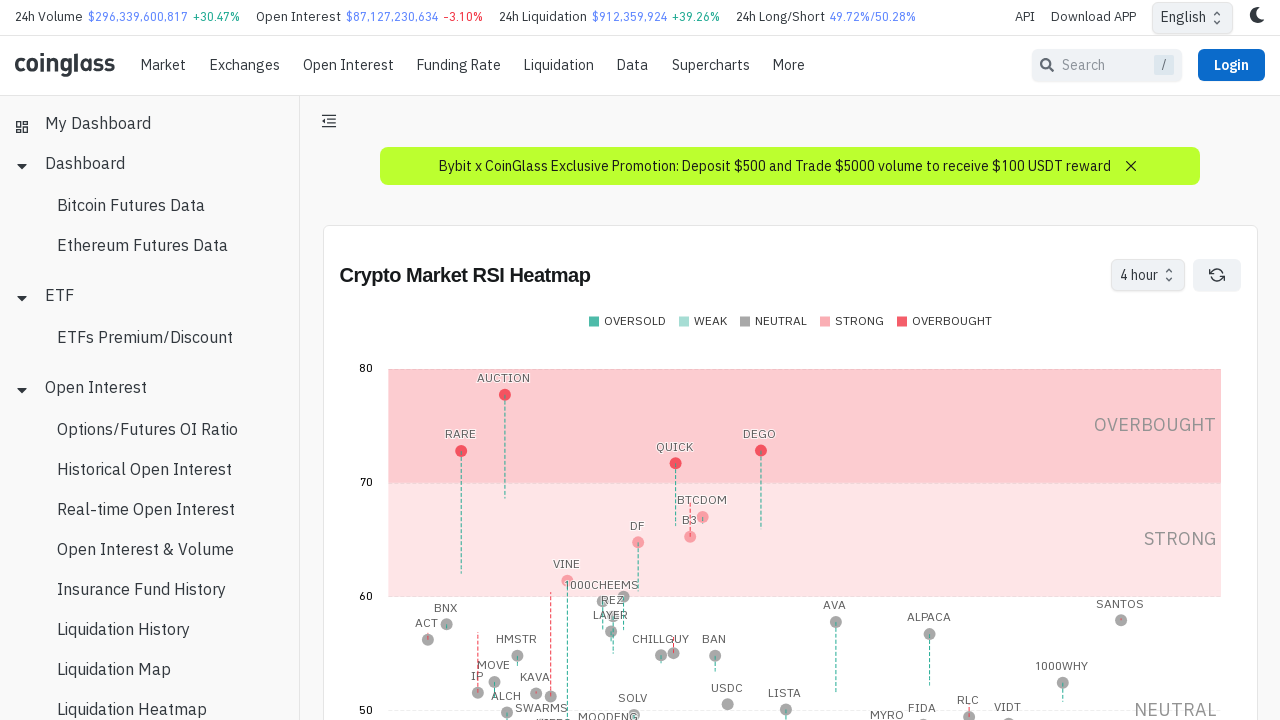 24h Volume $296,339,600,817 +30.47% Open Interest $87,127,230,634 -3.10% 24h Liquidation $912,359,924 +39.26% 24h Long/Short 49.72%/50.28% API Download APP English
coinglass Market Exchanges Open Interest Funding Rate Liquidation Data Supercharts More Search / Login
My Dashboard
Dashboard
Bitcoin Futures Data
Ethereum Futures Data
ETF
ETFs Premium/Discount
Open Interest
Options/Futures OI Ratio
Historical Open Interest
Real-time Open Interest
Open Interest & Volume
Insurance Fund History
Liquidation History
Liquidation Map
Liquidation Heatmap
Bybit x CoinGlass Exclusive Promotion: Deposit $500 and Trade $5000 volume to receive $100 USDT reward
Crypto Market RSI Heatmap 4 hour
OVERSOLD WEAK NEUTRAL STRONG OVERBOUGHT
80
AUCTION
OVERBOUGHT
RARE DEGO
QUICK
70
BTCDOM
B3
DF
STRONG
VINE
1000CHEEMS
60
REZ
BNX AVA SANTOS
LAYER
ACT ALPACA
HMSTR CHILLGUY BAN
MOVE 1000WHY
IP KAVA
USDC
ALCH SOLV LISTA
RLC
SWARMS FIDA VIDT
50 MOODENG MYRO NEUTRAL